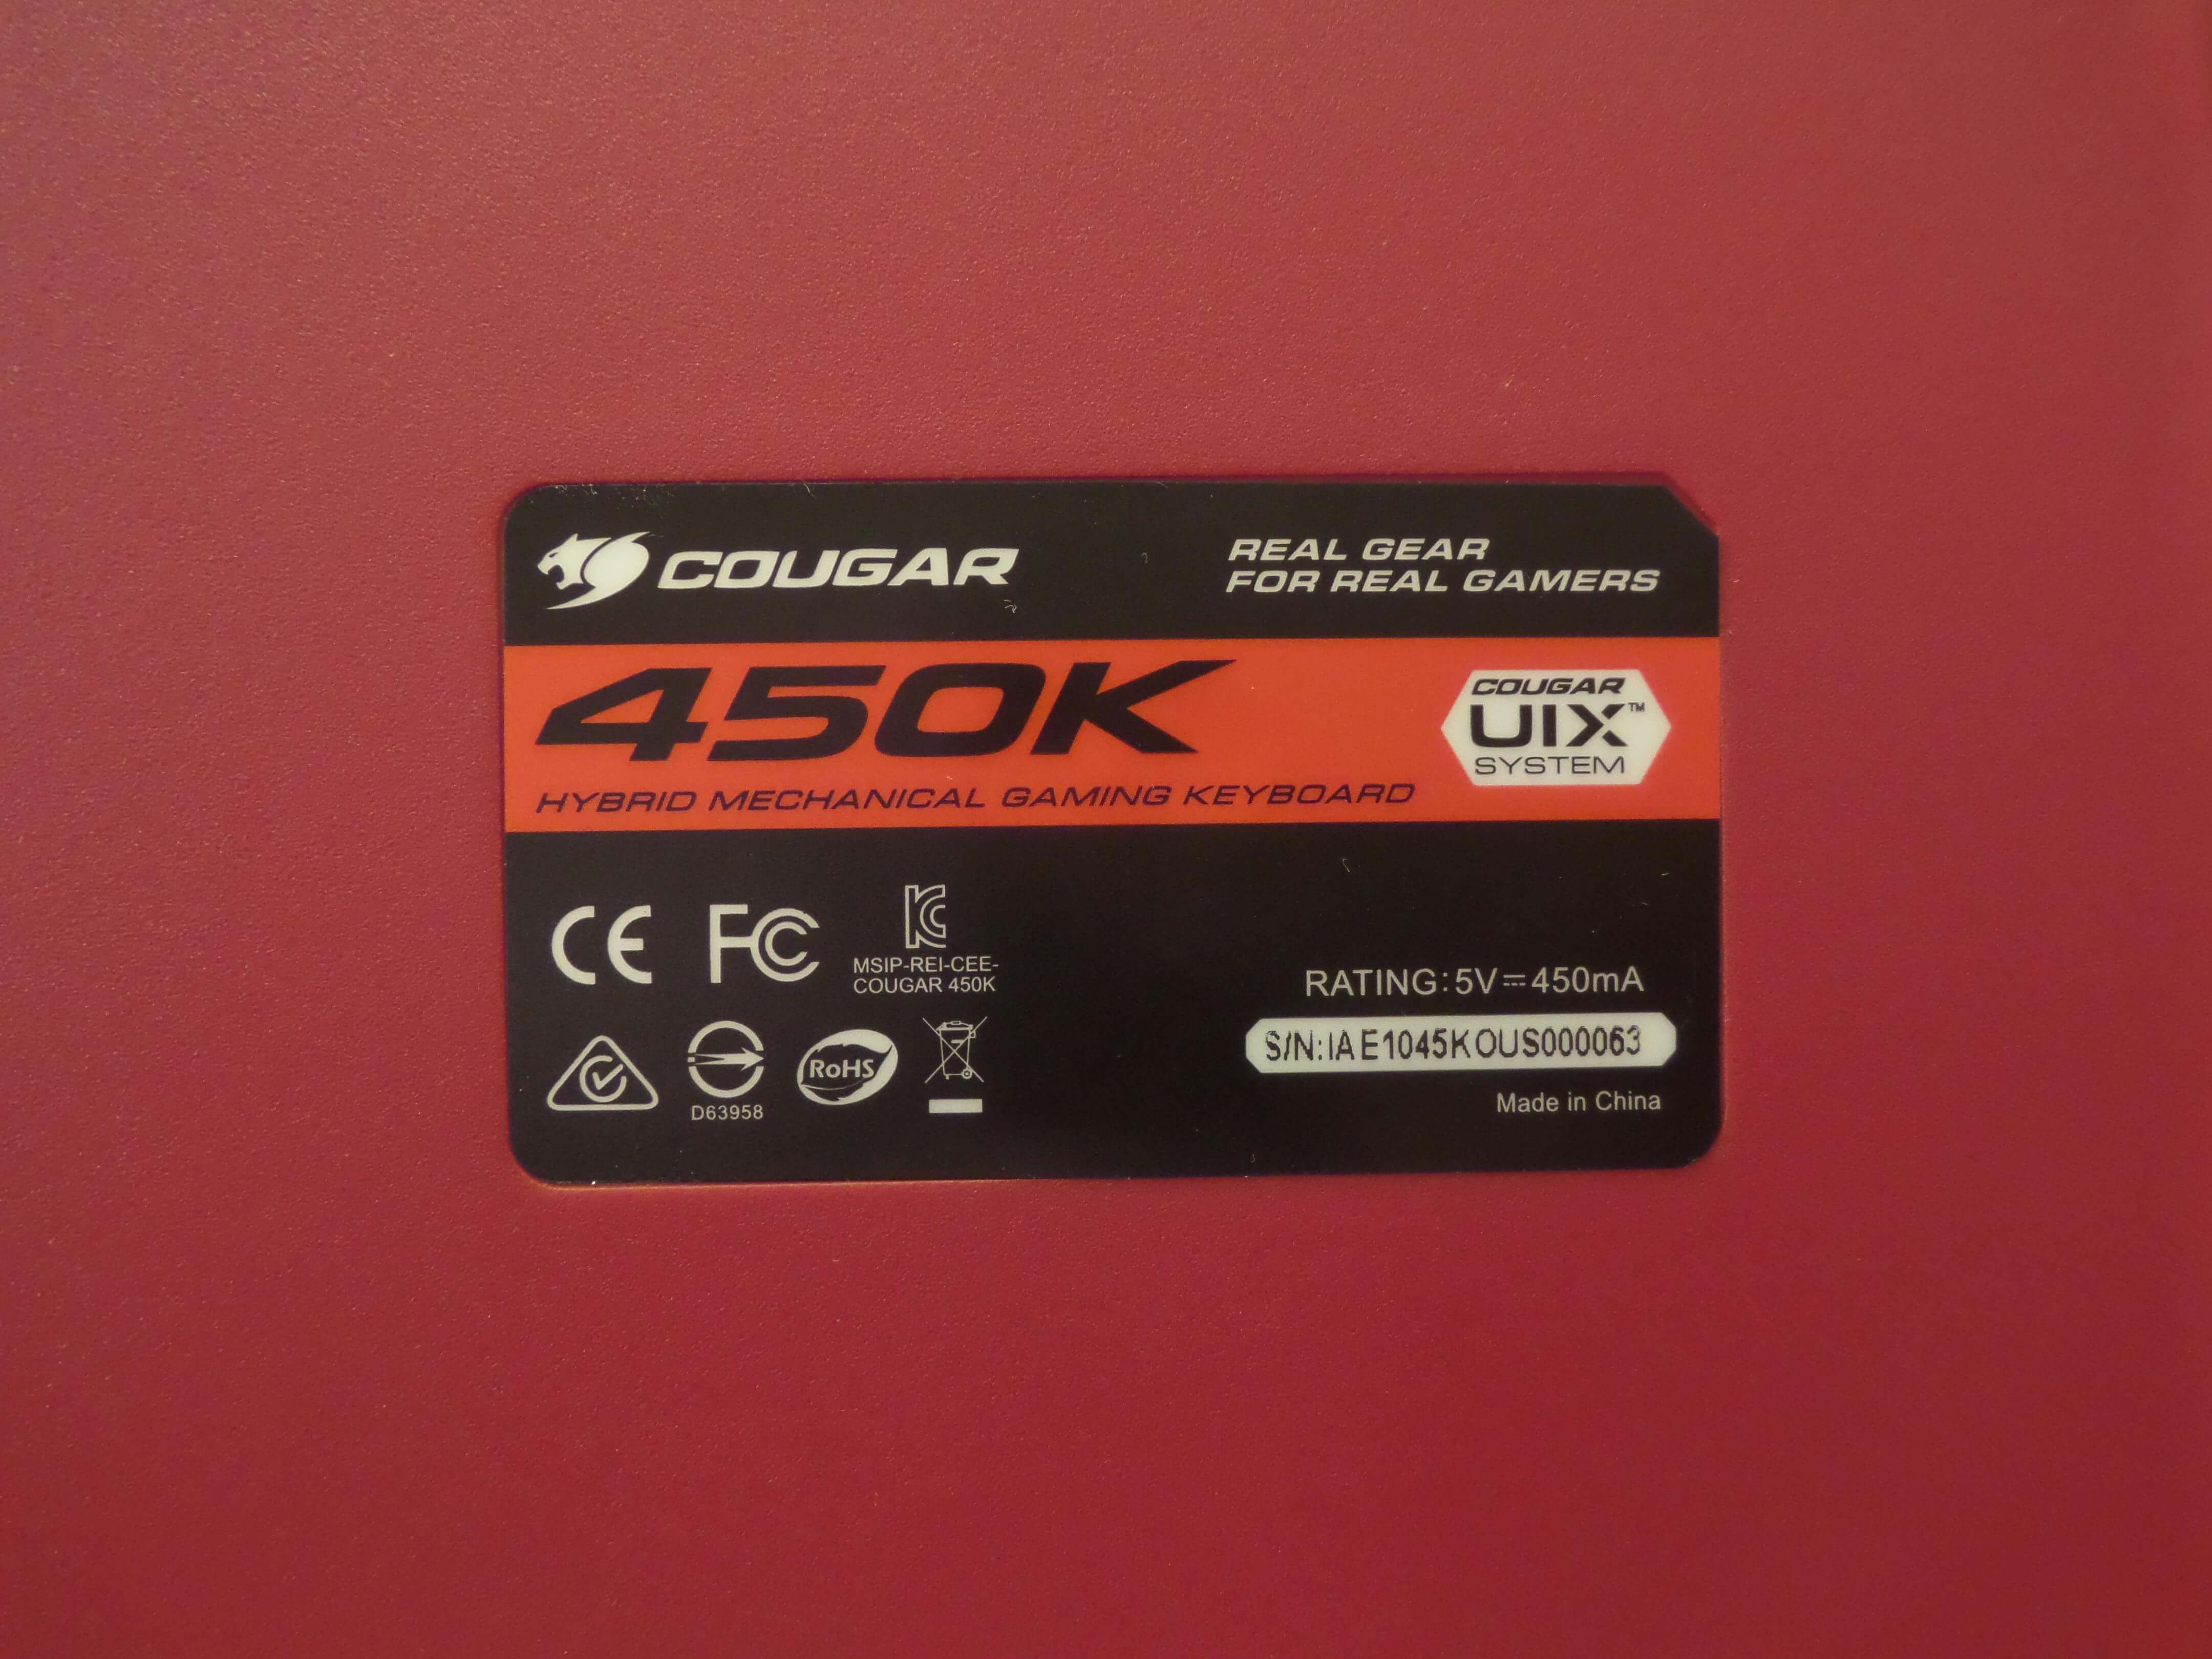 COUGAR
REAL GEAR
FOR REAL GAMERS
450K
HYBRID MECHANICAL GAMING KEYBOARD
COUGAR
UIX™
SYSTEM
CE FC KC
MSIP-REI-CEE-
COUGAR 450K
D63958
RoHS
RATING:5V⎓450mA
S/N:IAE1045KOUS000063
Made in China